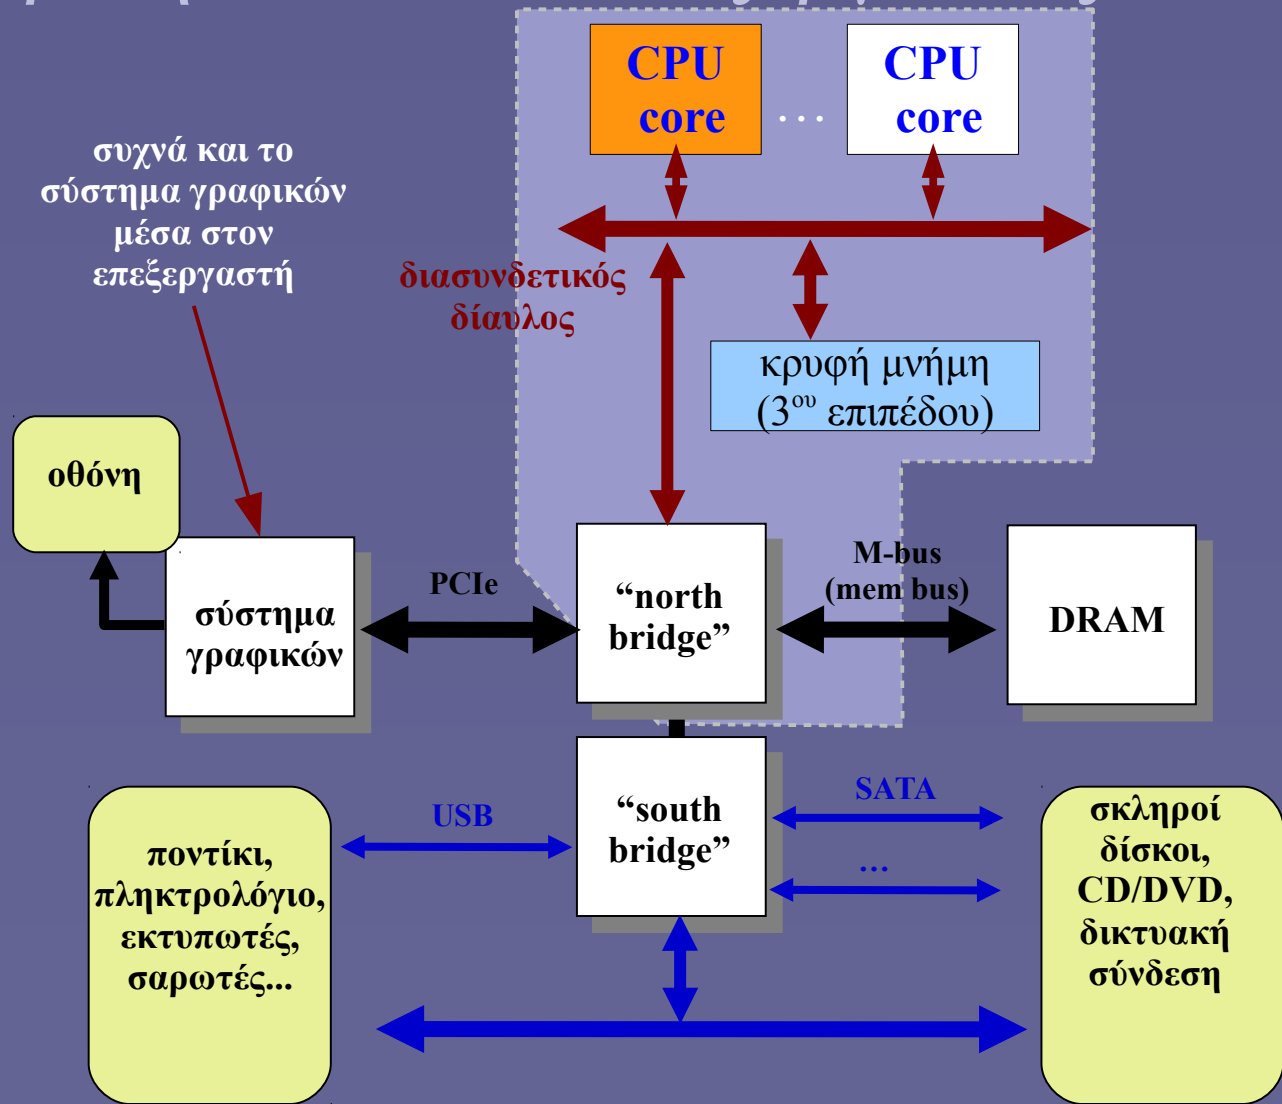 CPU
core
...
CPU
core
συχνά και το
σύστημα γραφικών
μέσα στον
επεξεργαστή
διασυνδετικός
δίαυλος
κρυφή μνήμη
(3ου επιπέδου)
οθόνη
σύστημα
γραφικών
PCIe
“north
bridge”
M-bus
(mem bus)
DRAM
“south
bridge”
USB
SATA
...
ποντίκι,
πληκτρολόγιο,
εκτυπωτές,
σαρωτές...
σκληροί
δίσκοι,
CD/DVD,
δικτυακή
σύνδεση